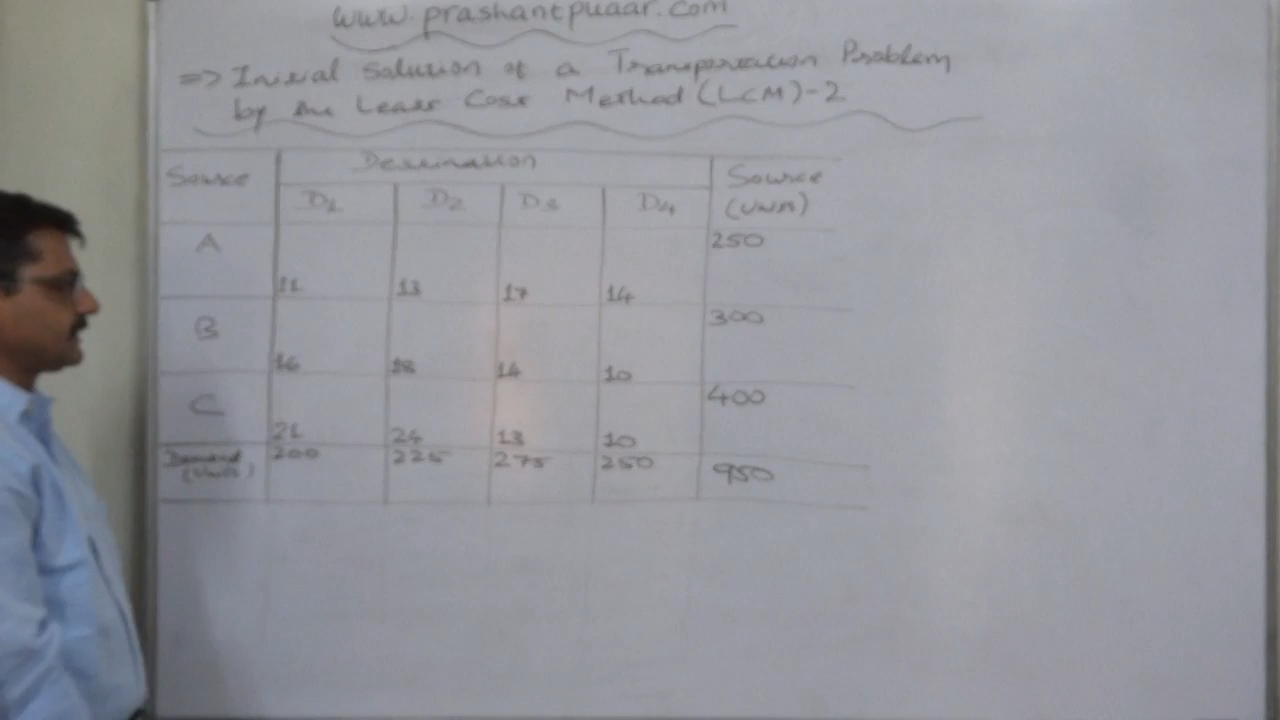 www.prashantpuaar.com
=> Initial Solution of a Transportation Problem
by the Least Cost Method (LCM)-2
Source Destination Source
(Units)
D1 D2 D3 D4
A 250
11 13 17 14
B 300
16 18 14 10
C 400
21 24 13 10
Demand 200 225 275 250 950
(Units)